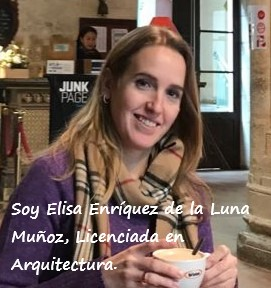 JUNK
PAGE
Soy Elisa Enríquez de la Luna
Muñoz, Licenciada en
Arquitectura.